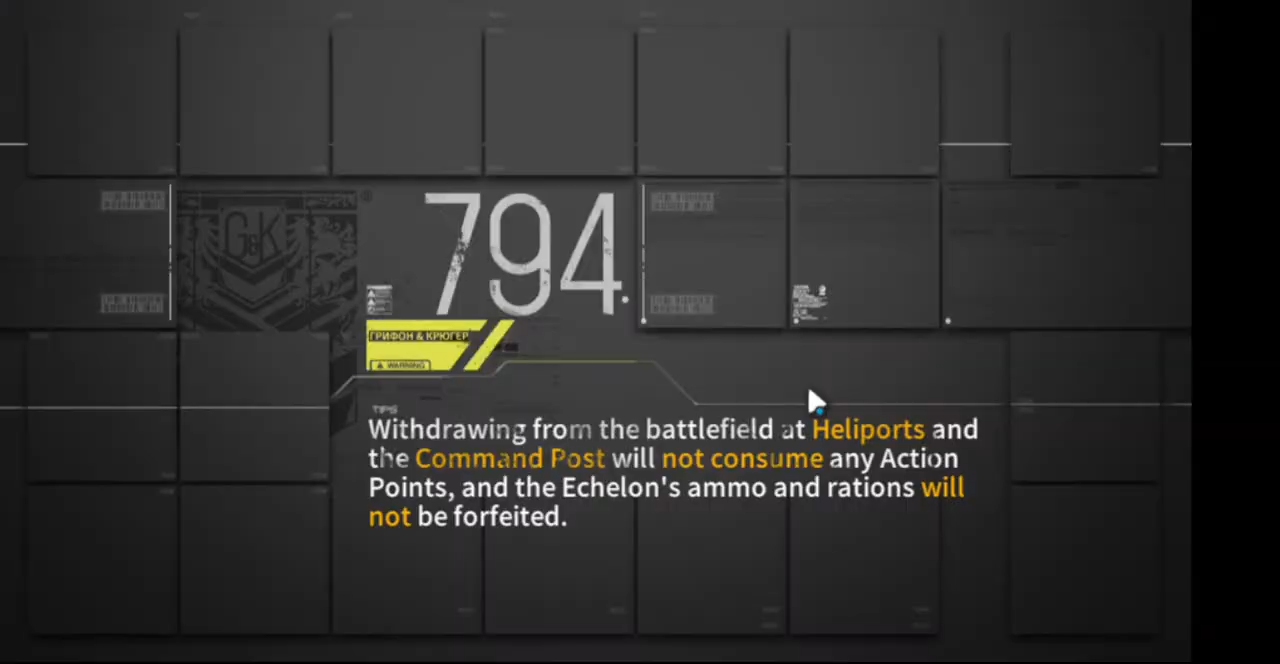 G&K
794.
ГРИФОН & КРЮГЕР
WARNING
TIPS
Withdrawing from the battlefield at Heliports and
the Command Post will not consume any Action
Points, and the Echelon's ammo and rations will
not be forfeited.